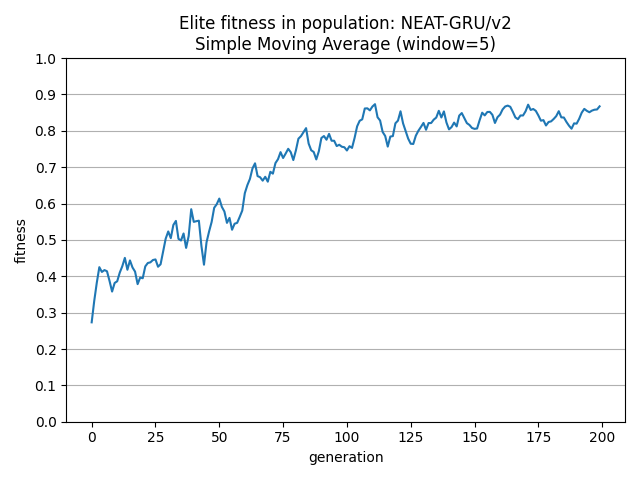 Elite fitness in population: NEAT-GRU/v2
Simple Moving Average (window=5)
1.0
0.9
0.8
0.7
0.6
0.5
0.4
0.3
0.2
0.1
0.0
fitness
0 25 50 75 100 125 150 175 200
generation